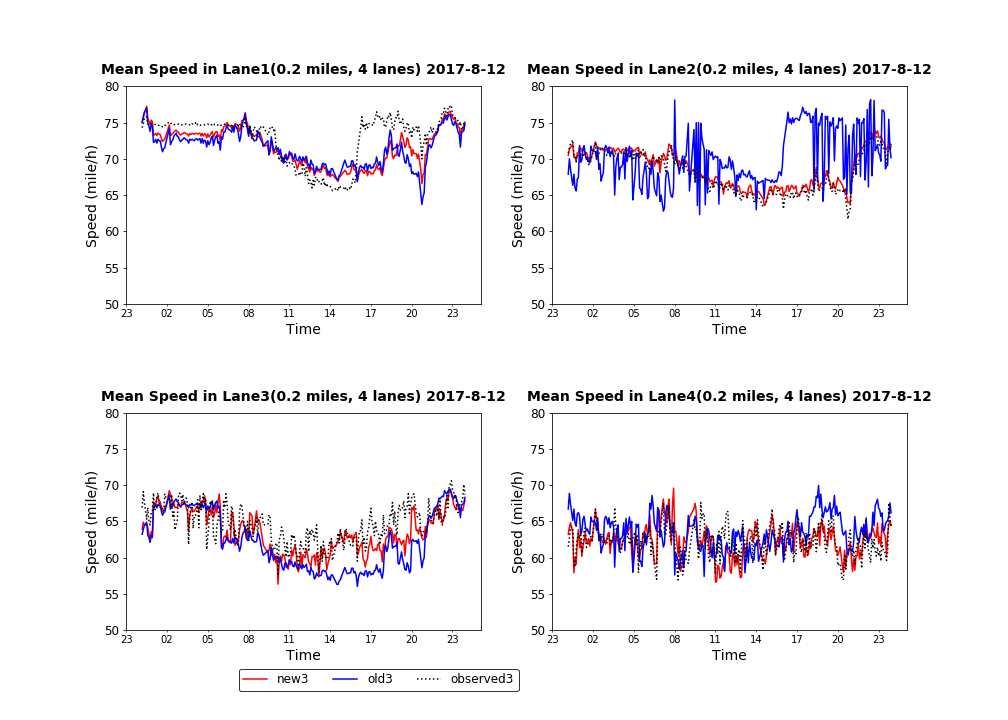 Mean Speed in Lane1(0.2 miles, 4 lanes) 2017-8-12
Speed (mile/h)
80
75
70
65
60
55
50
23 02 05 08 11 14 17 20 23
Time
Mean Speed in Lane2(0.2 miles, 4 lanes) 2017-8-12
Speed (mile/h)
80
75
70
65
60
55
50
23 02 05 08 11 14 17 20 23
Time
Mean Speed in Lane3(0.2 miles, 4 lanes) 2017-8-12
Speed (mile/h)
80
75
70
65
60
55
50
23 02 05 08 11 14 17 20 23
Time
Mean Speed in Lane4(0.2 miles, 4 lanes) 2017-8-12
Speed (mile/h)
80
75
70
65
60
55
50
23 02 05 08 11 14 17 20 23
Time
new3 old3 observed3